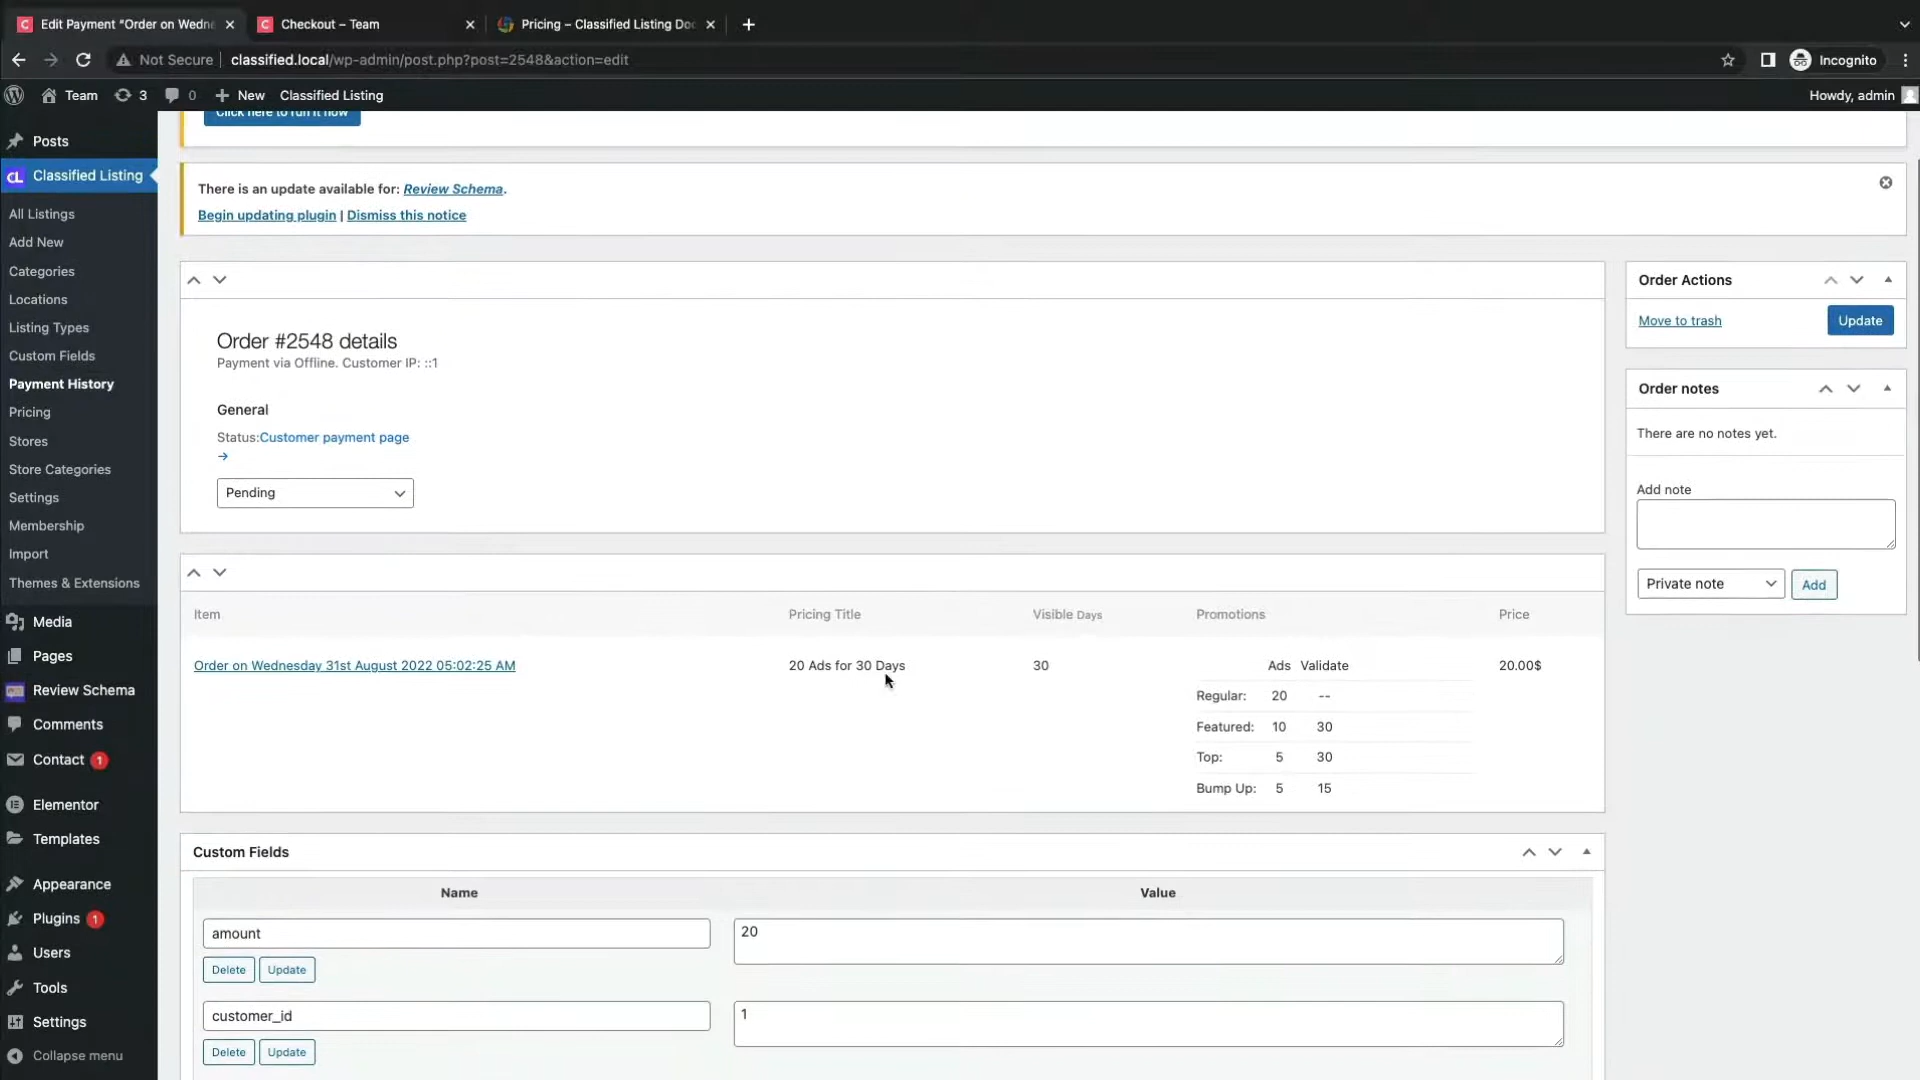 Edit Payment "Order on Wedne
Checkout – Team
Pricing – Classified Listing Doc
Not Secure
classified.local/wp-admin/post.php?post=2548&action=edit
Incognito
Team
3
0
New
Classified Listing
Howdy, admin
Click here to run it now
Posts
Classified Listing
All Listings
Add New
Categories
Locations
Listing Types
Custom Fields
Payment History
Pricing
Stores
Store Categories
Settings
Membership
Import
Themes & Extensions
Media
Pages
Review Schema
Comments
Contact 1
Elementor
Templates
Appearance
Plugins 1
Users
Tools
Settings
Collapse menu
There is an update available for: Review Schema.
Begin updating plugin | Dismiss this notice
Order #2548 details
Payment via Offline. Customer IP: ::1
General
Status:Customer payment page
→
Pending
Item Pricing Title Visible Days Promotions Price
Order on Wednesday 31st August 2022 05:02:25 AM 20 Ads for 30 Days 30 Ads Validate 20.00$
Regular: 20 --
Featured: 10 30
Top: 5 30
Bump Up: 5 15
Custom Fields
Name Value
amount 20
Delete Update
customer_id 1
Delete Update
Order Actions
Move to trash Update
Order notes
There are no notes yet.
Add note
Private note Add